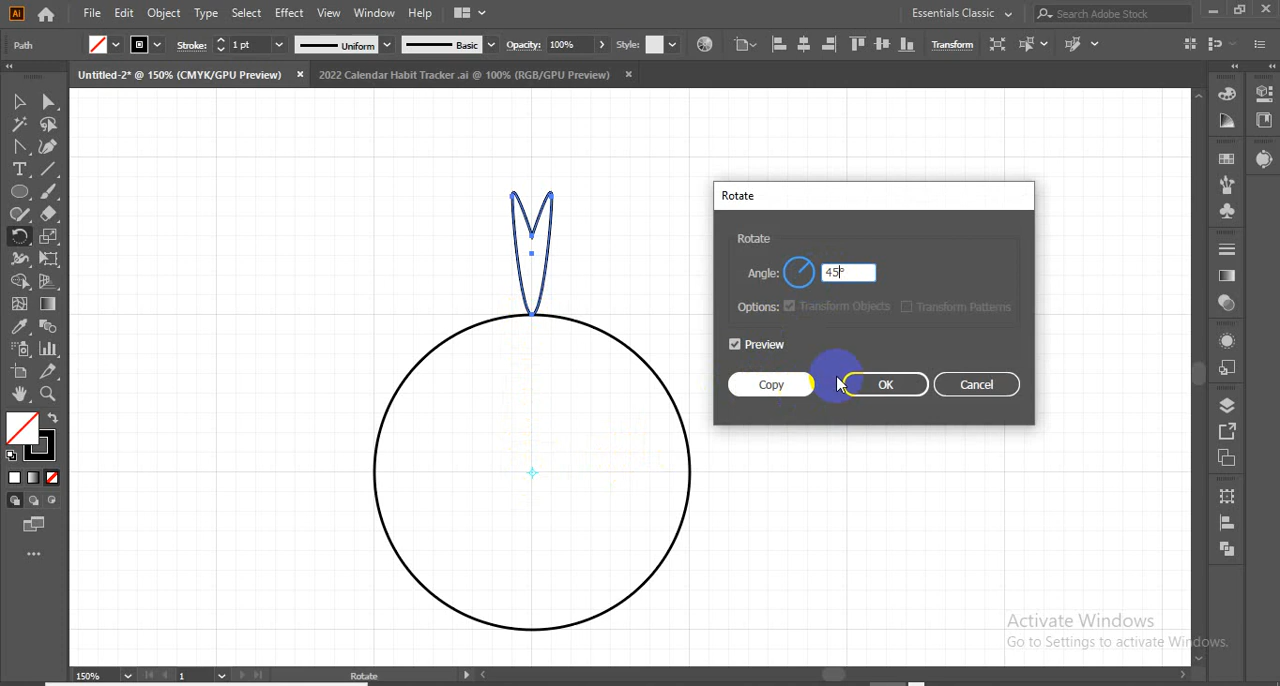 Ai File Edit Object Type Select Effect View Window Help Essentials Classic Search Adobe Stock
Path Stroke: 1 pt Uniform Basic Opacity: 100% Style: Transform
Untitled-2* @ 150% (CMYK/GPU Preview) × 2022 Calendar Habit Tracker .ai @ 100% (RGB/GPU Preview) ×
Rotate
Rotate
Angle: 45°
Options: Transform Objects Transform Patterns
Preview
Copy OK Cancel
Activate Windows
Go to Settings to activate Windows.
150% 1 Rotate